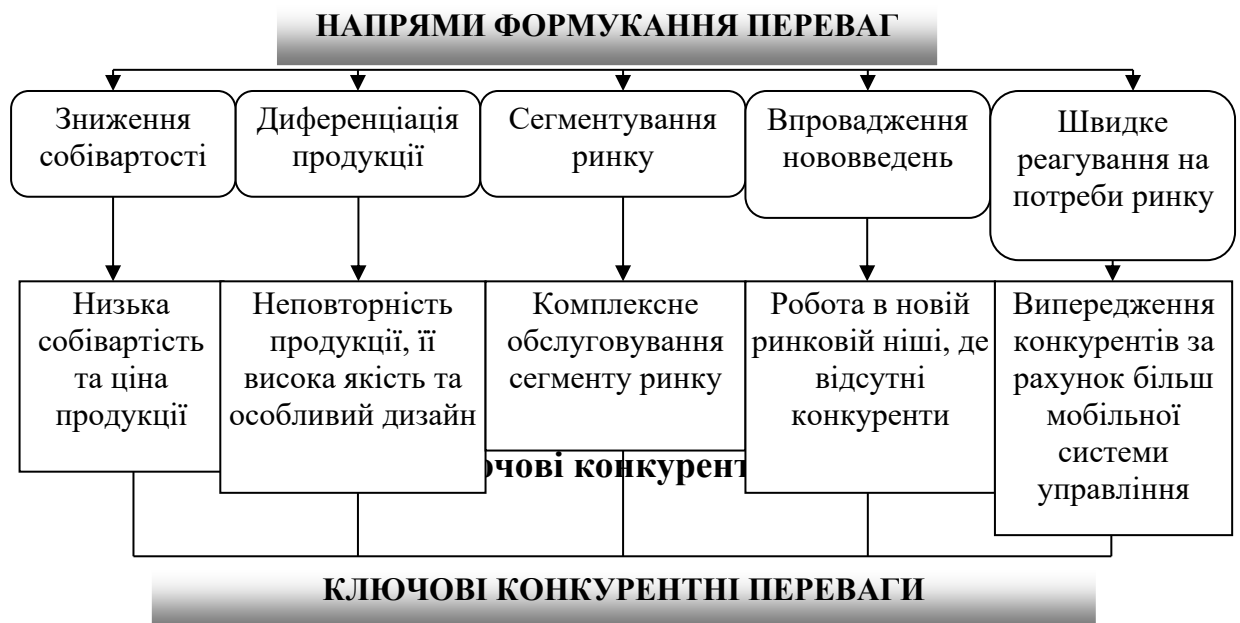 НАПРЯМИ ФОРМУКАННЯ ПЕРЕВАГ
Зниження
собівартості
Диференціація
продукції
Сегментування
ринку
Впровадження
нововведень
Швидке
реагування на
потреби ринку
Низька
собівартість
та ціна
продукції
Неповторність
продукції, її
висока якість та
особливий дизайн
Комплексне
обслуговування
сегменту ринку
Робота в новій
ринковій ніші, де
відсутні
конкуренти
Випередження
конкурентів за
рахунок більш
мобільної
системи
управління
КЛЮЧОВІ КОНКУРЕНТНІ ПЕРЕВАГИ